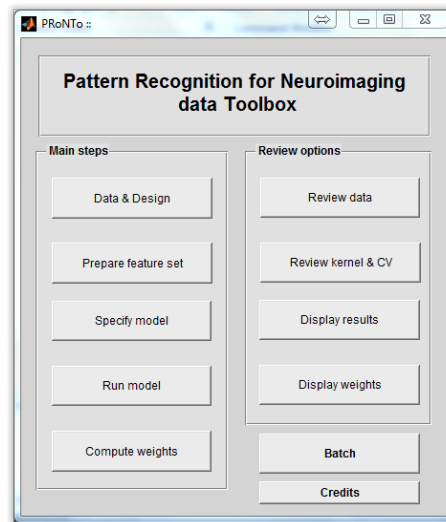 PRoNTo ::
Pattern Recognition for Neuroimaging
data Toolbox
Main steps
Data & Design
Prepare feature set
Specify model
Run model
Compute weights
Review options
Review data
Review kernel & CV
Display results
Display weights
Batch
Credits